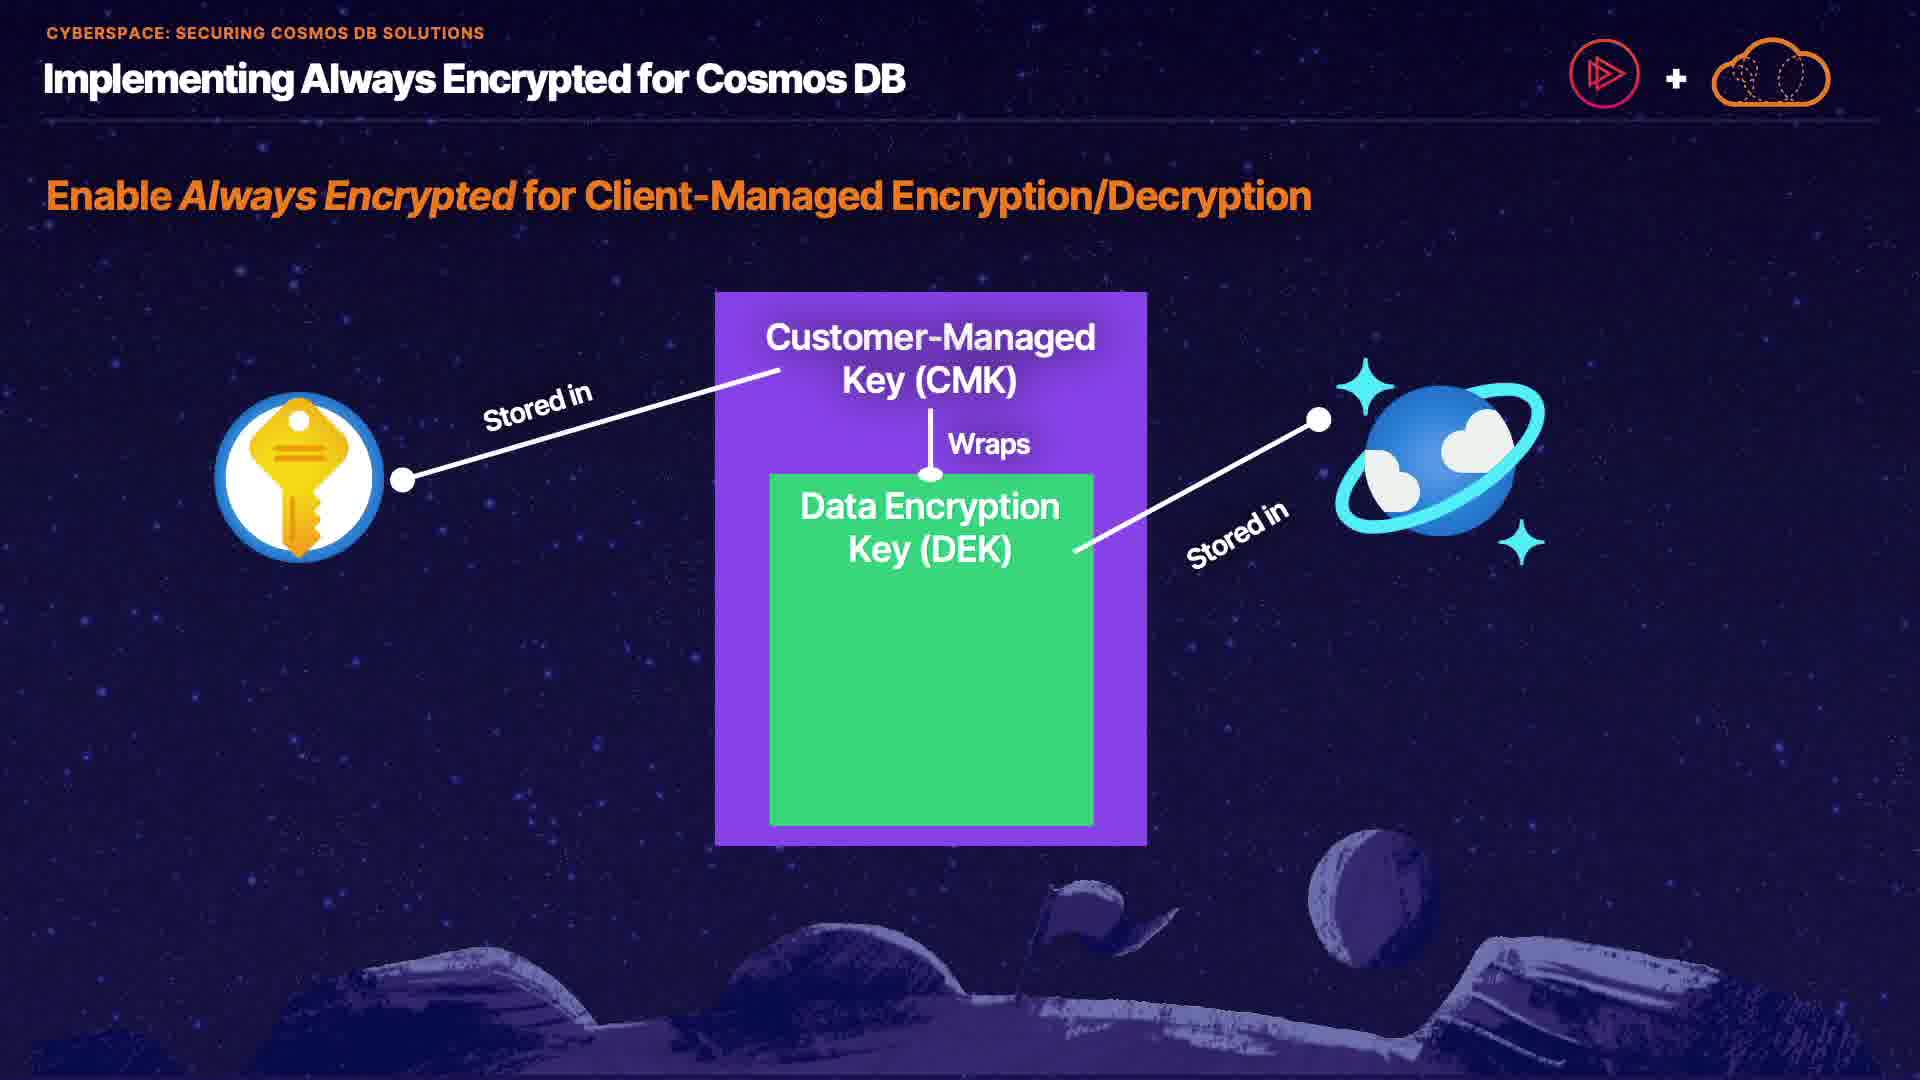 CYBERSPACE: SECURING COSMOS DB SOLUTIONS
Implementing Always Encrypted for Cosmos DB
+
Enable Always Encrypted for Client-Managed Encryption/Decryption
Customer-Managed
Key (CMK)
Stored in
Wraps
Data Encryption
Key (DEK)
Stored in